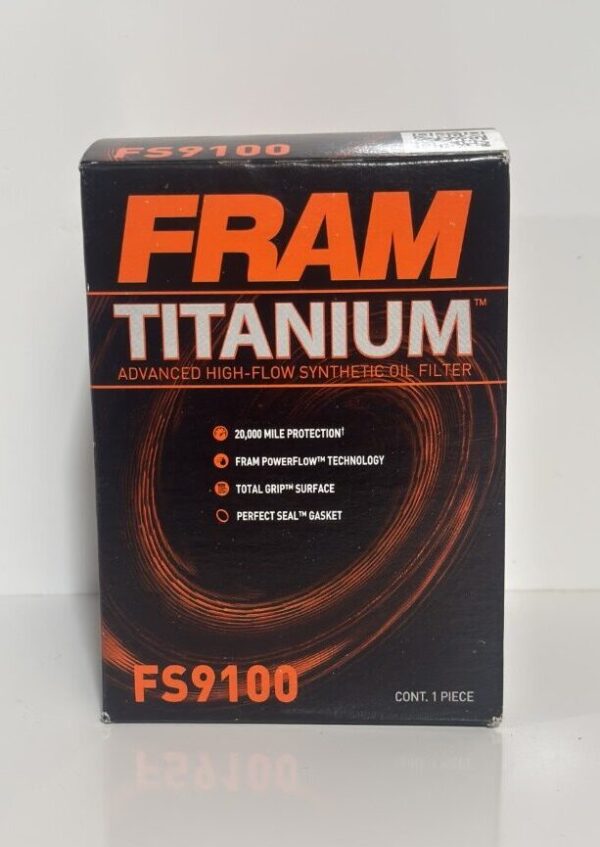 FS9100
FRAM
TITANIUM™
ADVANCED HIGH-FLOW SYNTHETIC OIL FILTER
20,000 MILE PROTECTION†
FRAM POWERFLOW™ TECHNOLOGY
TOTAL GRIP™ SURFACE
PERFECT SEAL™ GASKET
FS9100
CONT. 1 PIECE